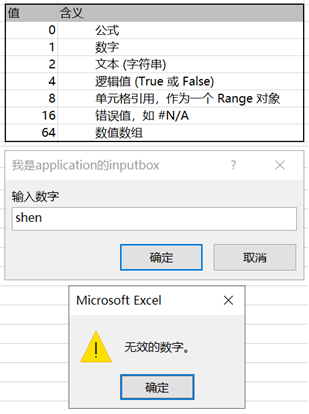 值 含义
0 公式
1 数字
2 文本 (字符串)
4 逻辑值 (True 或 False)
8 单元格引用，作为一个 Range 对象
16 错误值，如 #N/A
64 数值数组
我是application的inputbox ? ×
输入数字
shen
确定 取消
Microsoft Excel ×
无效的数字。
确定